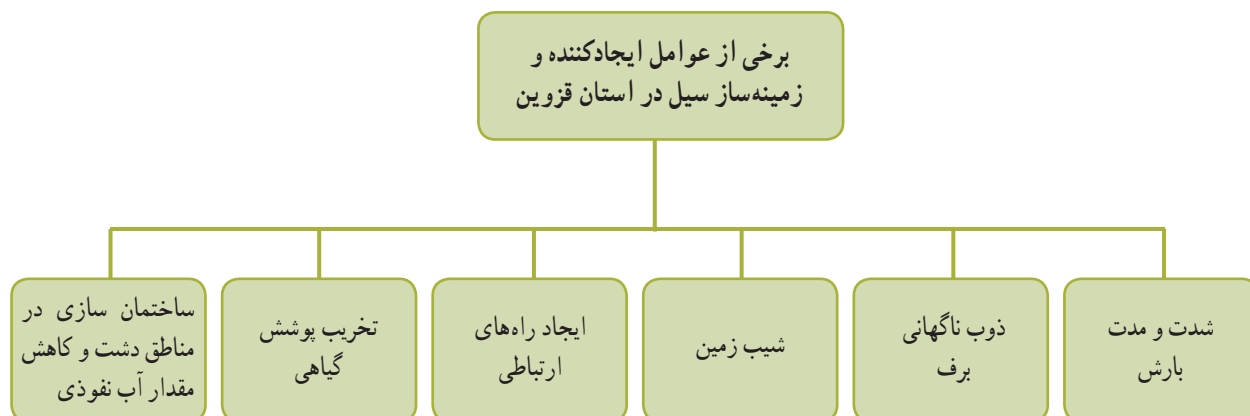 برخی از عوامل ایجادکننده و
زمینه‌ساز سیل در استان قزوین
شدت و مدت
بارش
ذوب ناگهانی
برف
شیب زمین
ایجاد راه‌های
ارتباطی
تخریب پوشش
گیاهی
ساختمان سازی در
مناطق دشت و کاهش
مقدار آب نفوذی